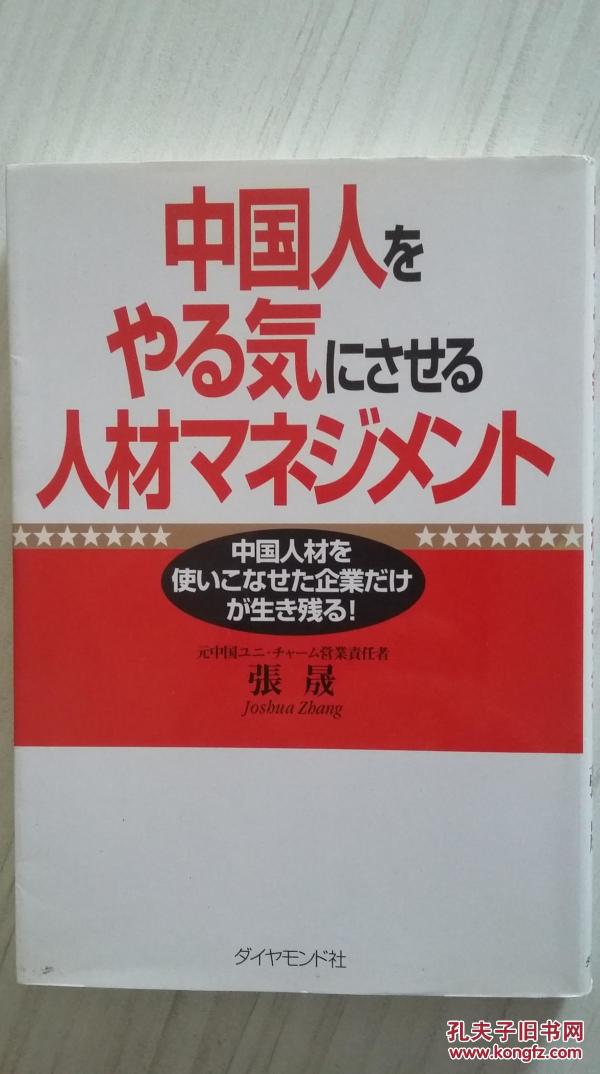 中国人を
やる気にさせる
人材マネジメント
中国人材を
使いこなせた企業だけ
が生き残る!
元中国ユニ・チャーム営業責任者
張 晟
Joshua Zhang
ダイヤモンド社
孔夫子旧书网
www.kongfz.com